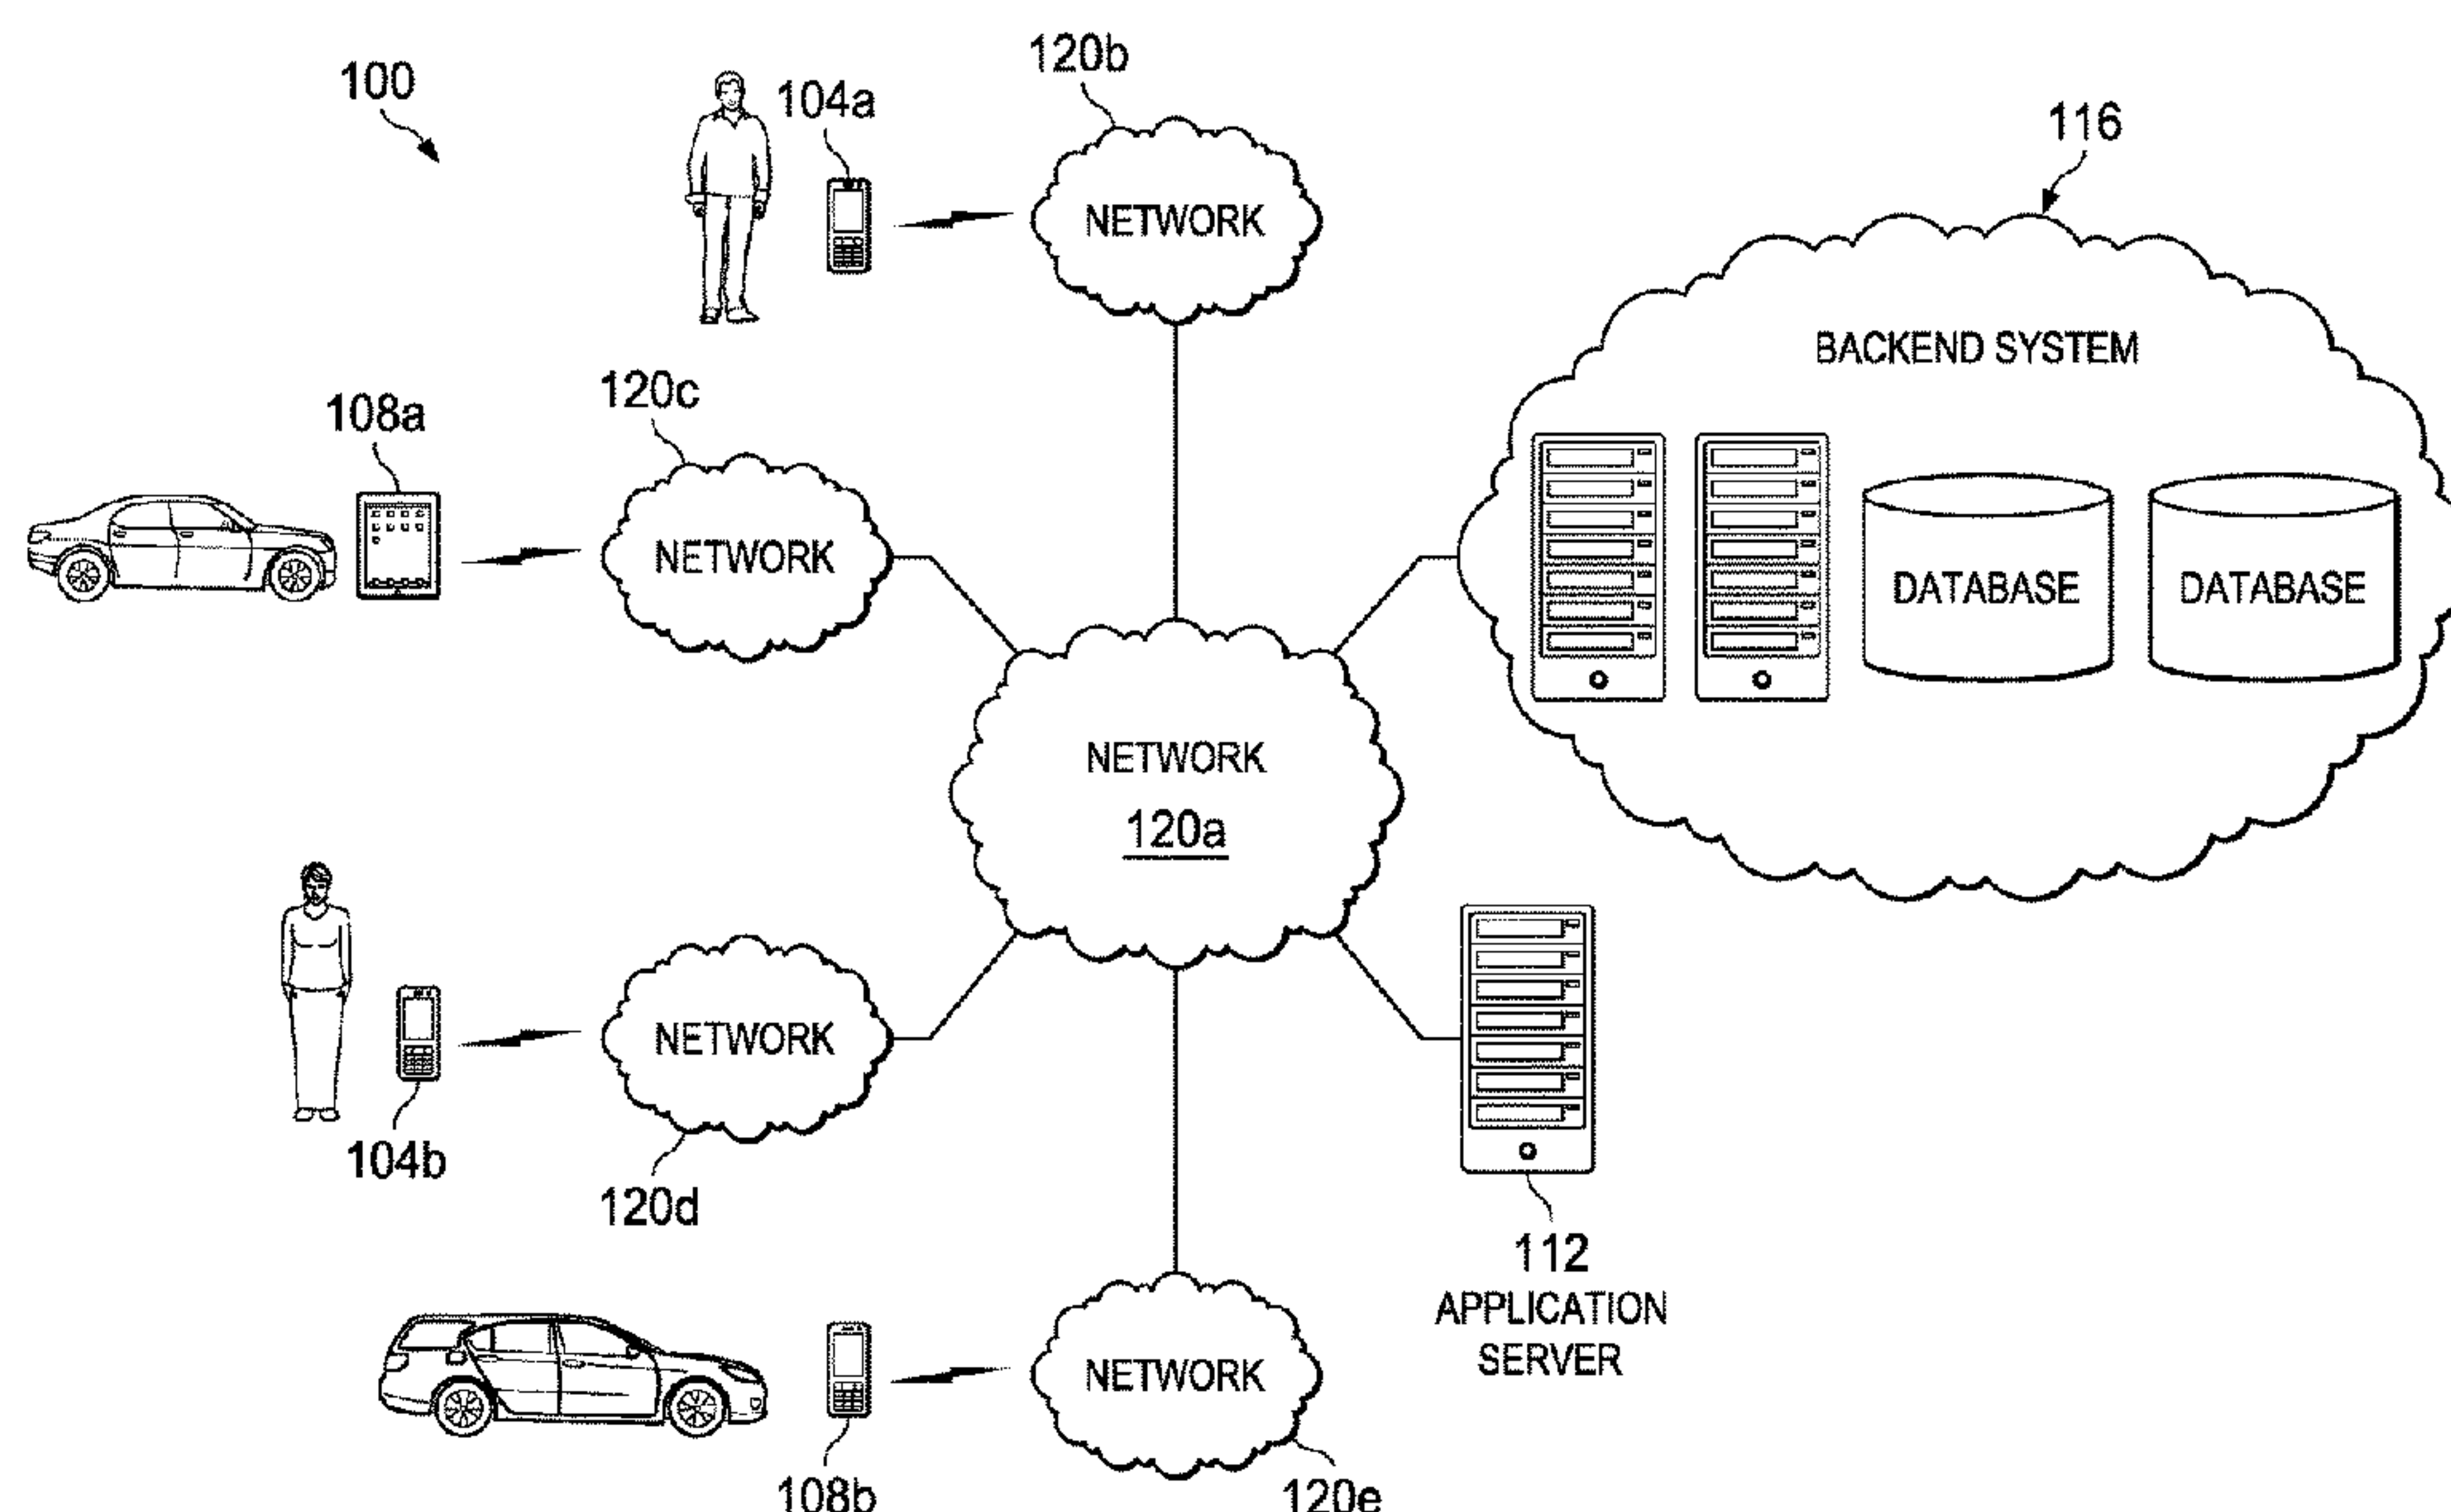 100
104a
120b
116
NETWORK
BACKEND SYSTEM
108a
120c
NETWORK
DATABASE
DATABASE
NETWORK
120a
104b
NETWORK
120d
112
APPLICATION
SERVER
108b
NETWORK
120e